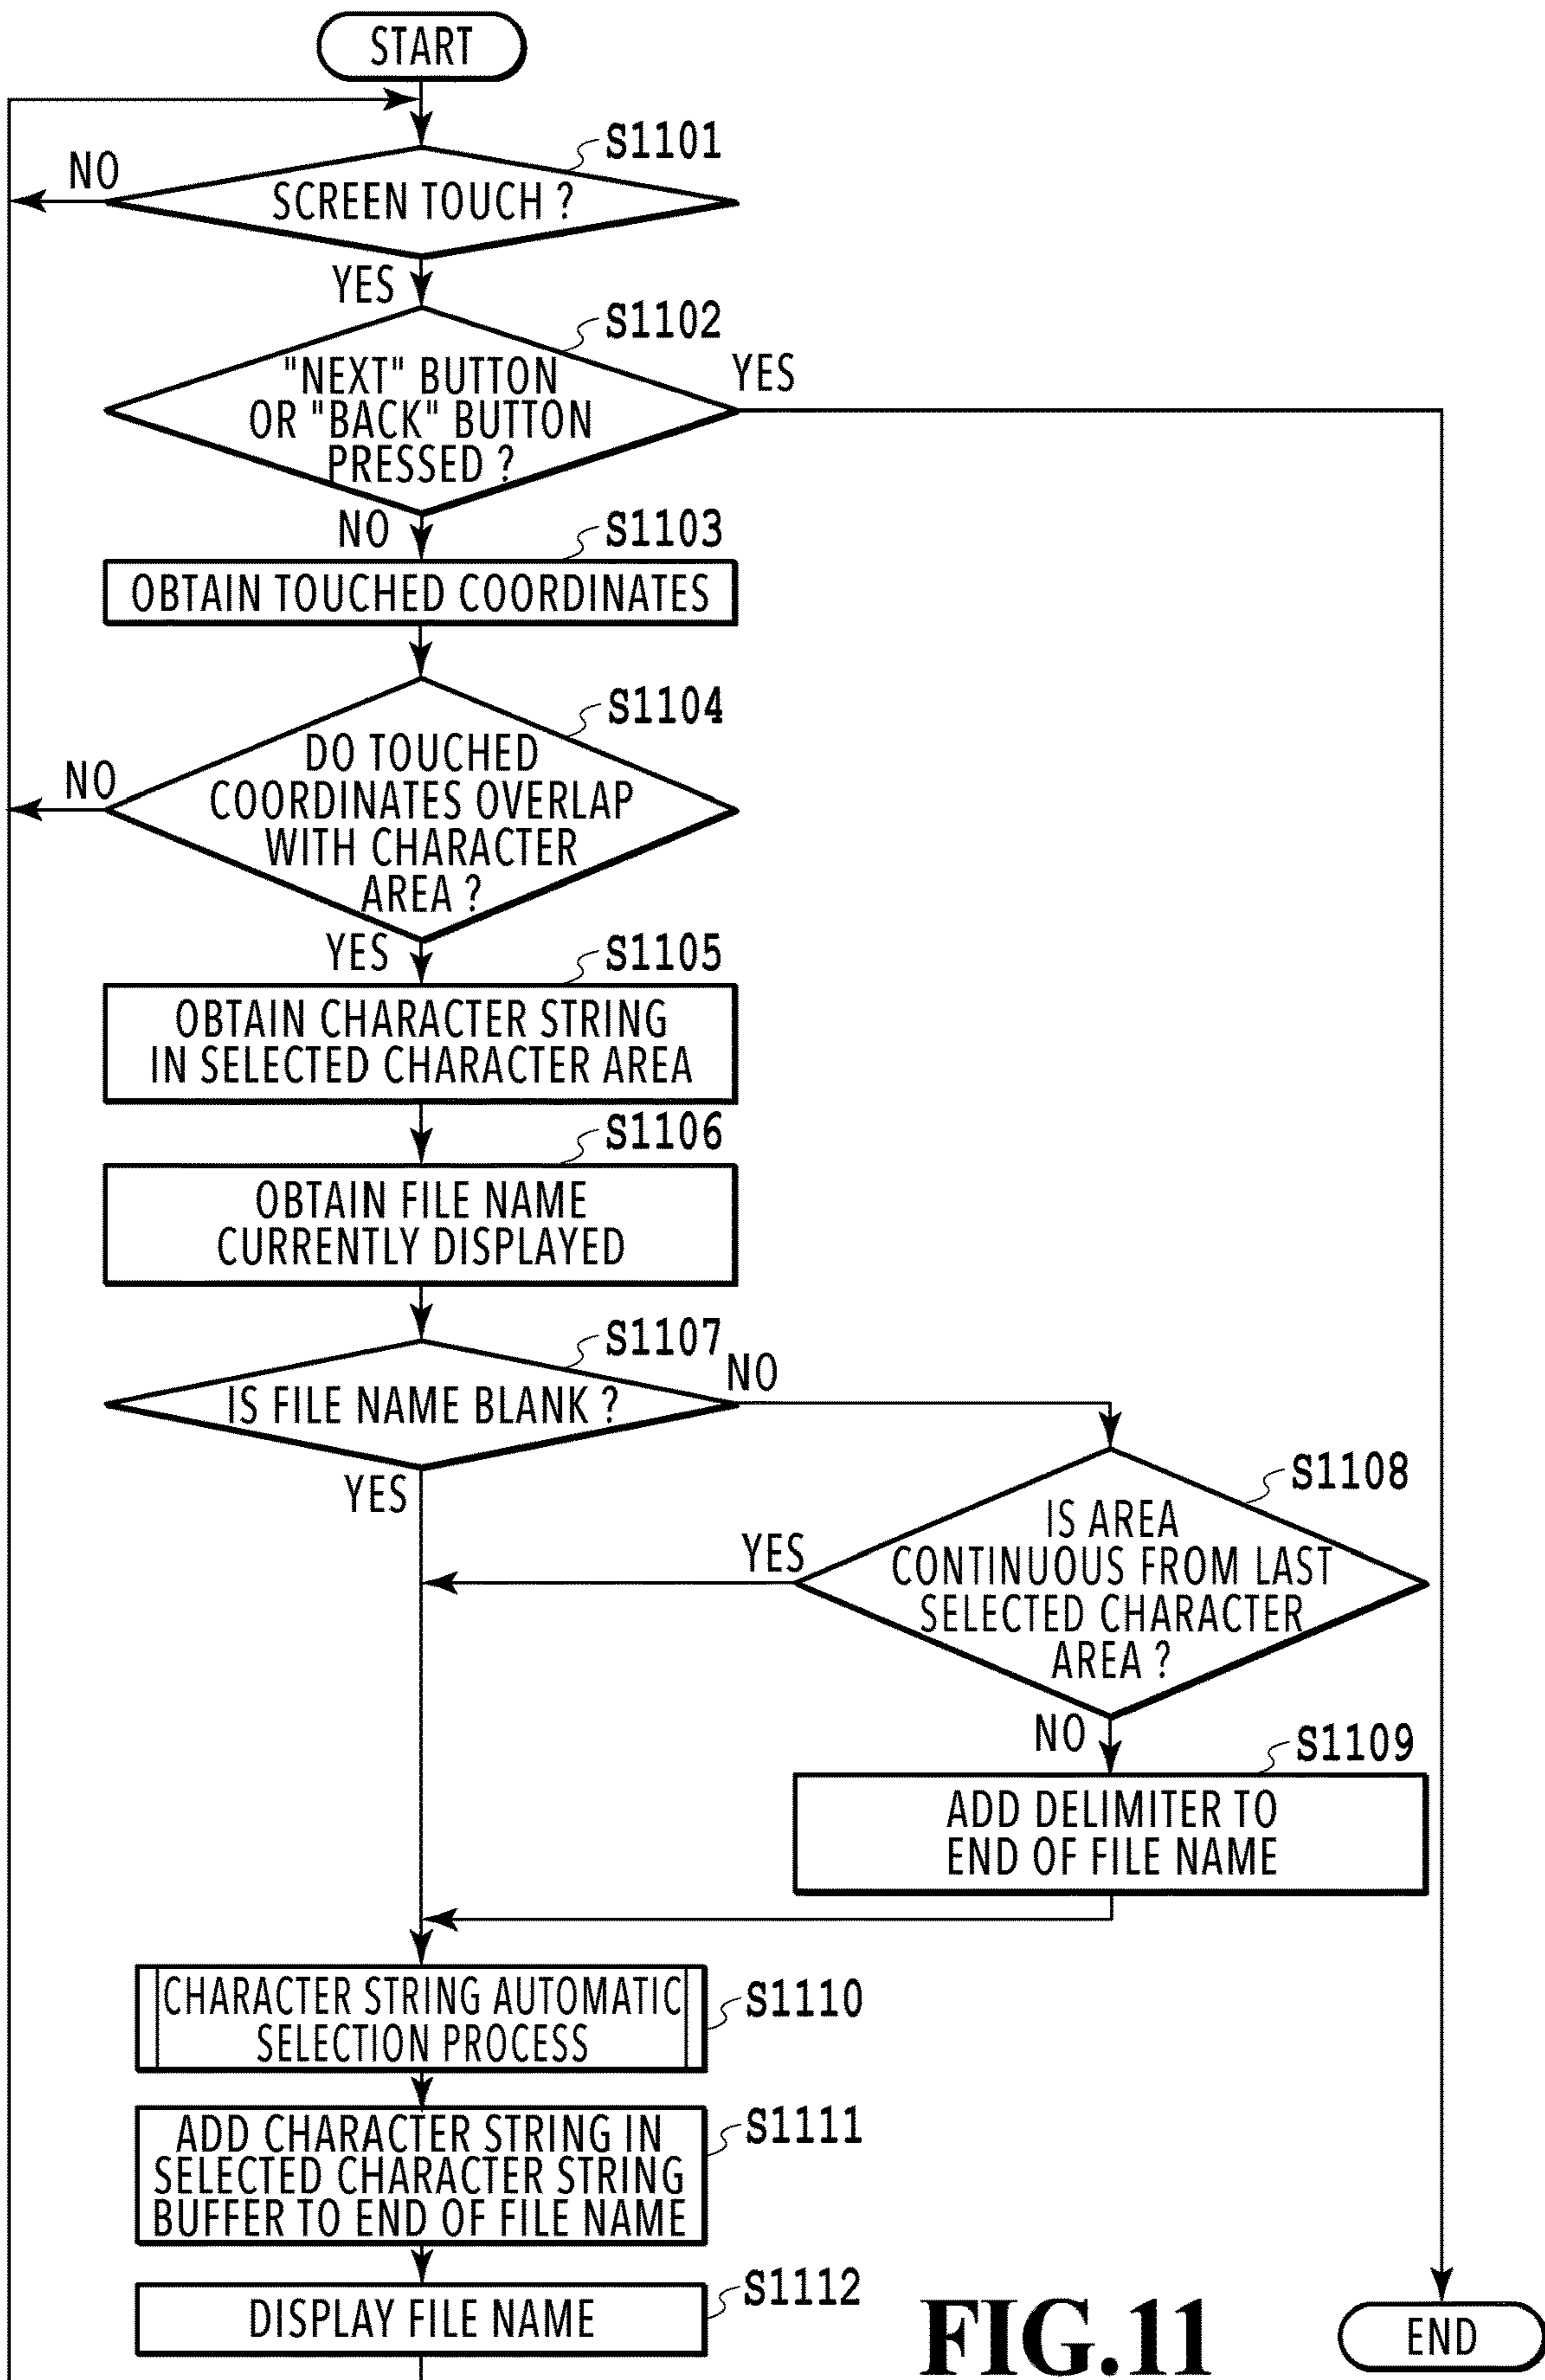 START
S1101
NO
SCREEN TOUCH ?
YES
S1102
"NEXT" BUTTON
OR "BACK" BUTTON
PRESSED ?
YES
NO
S1103
OBTAIN TOUCHED COORDINATES
S1104
DO TOUCHED
COORDINATES OVERLAP
WITH CHARACTER
AREA ?
NO
YES
S1105
OBTAIN CHARACTER STRING
IN SELECTED CHARACTER AREA
S1106
OBTAIN FILE NAME
CURRENTLY DISPLAYED
S1107
IS FILE NAME BLANK ?
NO
YES
S1108
IS AREA
CONTINUOUS FROM LAST
SELECTED CHARACTER
AREA ?
YES
NO
S1109
ADD DELIMITER TO
END OF FILE NAME
CHARACTER STRING AUTOMATIC
SELECTION PROCESS
S1110
ADD CHARACTER STRING IN
SELECTED CHARACTER STRING
BUFFER TO END OF FILE NAME
S1111
DISPLAY FILE NAME
S1112
FIG.11
END